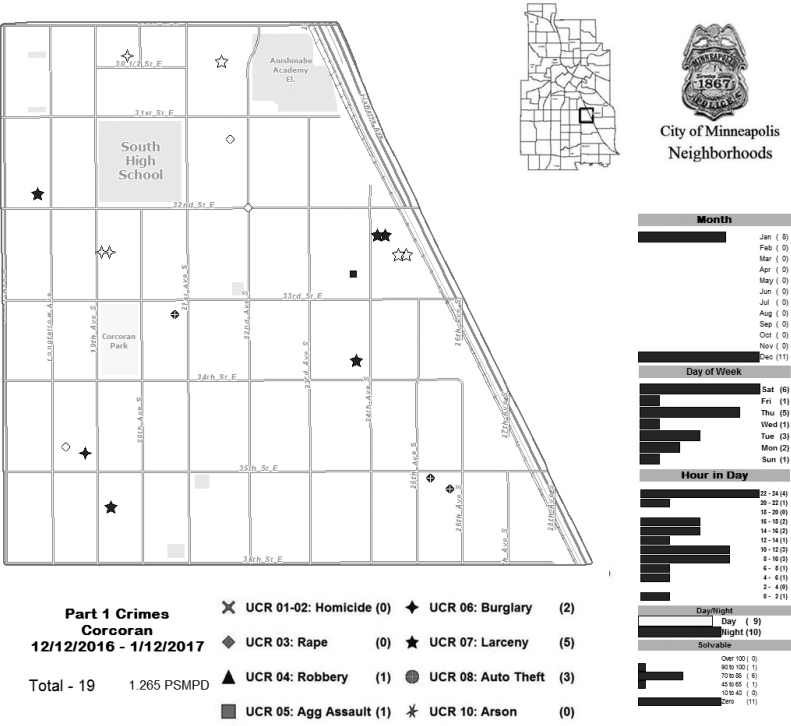 30 1/2 St E
Anishinabe
Academy
El.
Hiawatha Ave
31st St E
South
High
School
32nd St E
33rd St E
Longfellow Ave
19th Ave S
21st Ave S
22nd Ave S
23rd Ave S
24th Ave S
26th Ave S
Corcoran
Park
34th St E
20th Ave S
25th Ave S
27th Ave S
35th St E
26th Ave S
28th Ave S
36th St E
MINNEAPOLIS
1867
POLICE
City of Minneapolis
Neighborhoods
Month
Jan ( 8)
Feb ( 0)
Mar ( 0)
Apr ( 0)
May ( 0)
Jun ( 0)
Jul ( 0)
Aug ( 0)
Sep ( 0)
Oct ( 0)
Nov ( 0)
Dec (11)
Day of Week
Sat (6)
Fri (1)
Thu (5)
Wed (1)
Tue (3)
Mon (2)
Sun (1)
Hour in Day
22 - 24 (4)
20 - 22 (1)
18 - 20 (0)
16 - 18 (2)
14 - 16 (2)
12 - 14 (1)
10 - 12 (3)
8 - 10 (3)
6 - 8 (1)
4 - 6 (1)
2 - 4 (0)
0 - 2 (1)
Day/Night
Day ( 9)
Night (10)
Solvable
Over 100 ( 0)
90 to 100 ( 1)
70 to 85 ( 6)
45 to 65 ( 1)
10 to 40 ( 0)
Zero (11)
Part 1 Crimes
Corcoran
12/12/2016 - 1/12/2017
Total - 19 1.265 PSMPD
UCR 01-02: Homicide (0)
UCR 03: Rape (0)
UCR 04: Robbery (1)
UCR 05: Agg Assault (1)
UCR 06: Burglary (2)
UCR 07: Larceny (5)
UCR 08: Auto Theft (3)
UCR 10: Arson (0)